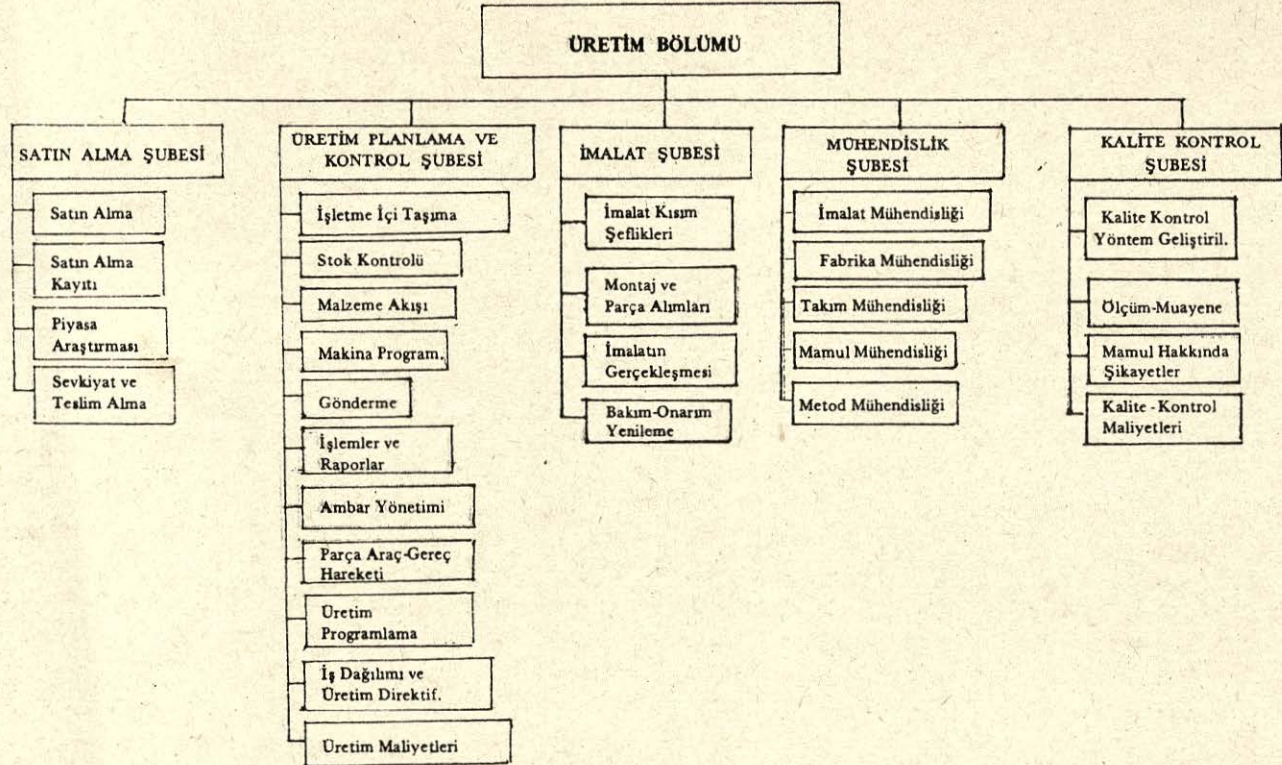 ÜRETİM BÖLÜMÜ
SATIN ALMA ŞUBESİ
Satın Alma
Satın Alma
Kayıtı
Piyasa
Araştırması
Sevkiyat ve
Teslim Alma
ÜRETİM PLANLAMA VE
KONTROL ŞUBESİ
İşletme İçi Taşıma
Stok Kontrolü
Malzeme Akışı
Makina Program.
Gönderme
İşlemler ve
Raporlar
Ambar Yönetimi
Parça Araç-Gereç
Hareketi
Üretim
Programlama
İş Dağılımı ve
Üretim Direktif.
Üretim Maliyetleri
İMALAT ŞUBESİ
İmalat Kısım
Şeflikleri
Montaj ve
Parça Alımları
İmalatın
Gerçekleşmesi
Bakım-Onarım
Yenileme
MÜHENDİSLİK
ŞUBESİ
İmalat Mühendisliği
Fabrika Mühendisliği
Takım Mühendisliği
Mamul Mühendisliği
Metod Mühendisliği
KALİTE KONTROL
ŞUBESİ
Kalite Kontrol
Yöntem Geliştiril.
Ölçüm-Muayene
Mamul Hakkında
Şikayetler
Kalite - Kontrol
Maliyetleri